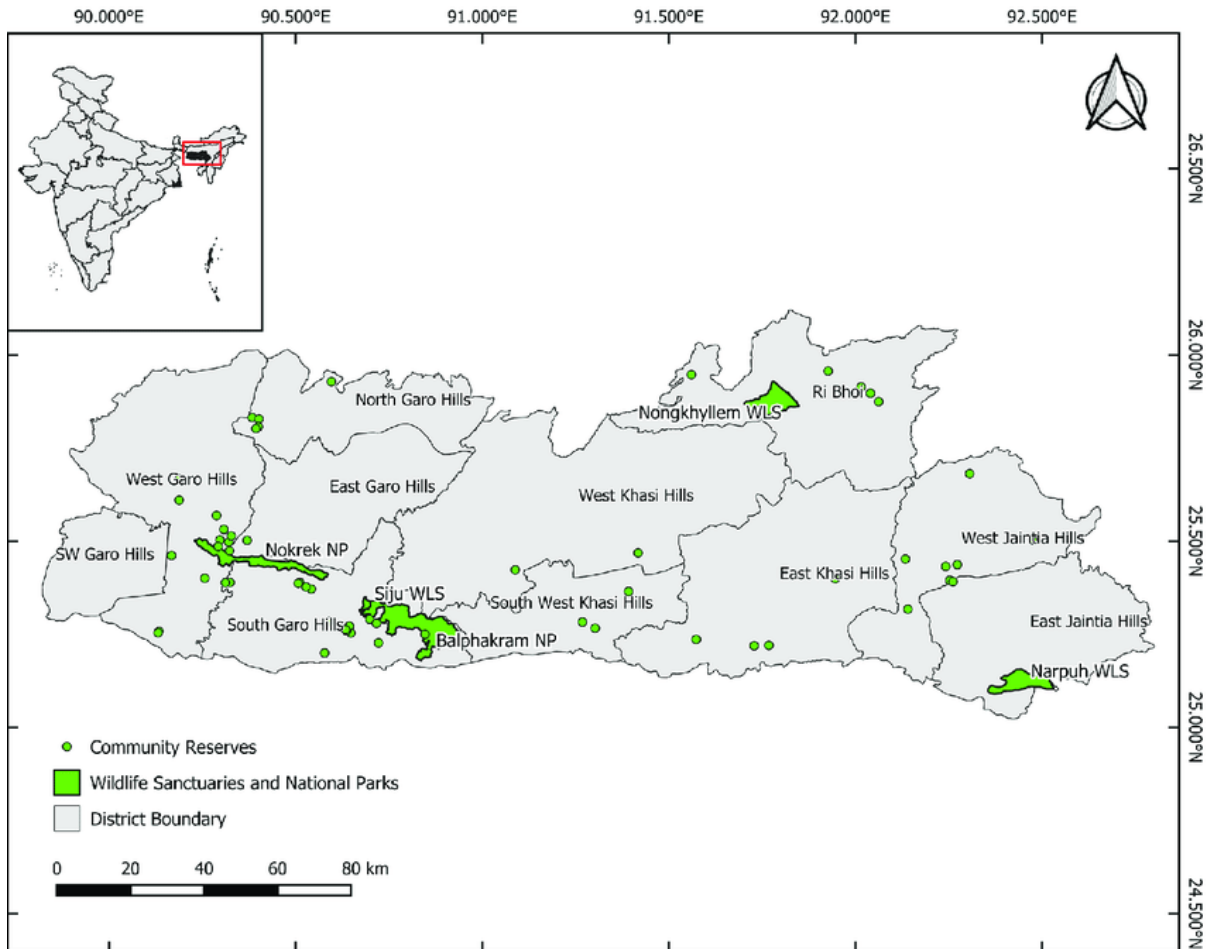 90.000°E 90.500°E 91.000°E 91.500°E 92.000°E 92.500°E
26.500°N
26.000°N
North Garo Hills
Ri Bhoi
Nongkhyllem WLS
West Garo Hills
East Garo Hills
West Khasi Hills
25.500°N
West Jaintia Hills
SW Garo Hills
Nokrek NP
East Khasi Hills
Siju WLS
South West Khasi Hills
South Garo Hills
East Jaintia Hills
Balphakram NP
Narpuh WLS
25.000°N
Community Reserves
Wildlife Sanctuaries and National Parks
District Boundary
0 20 40 60 80 km
24.500°N